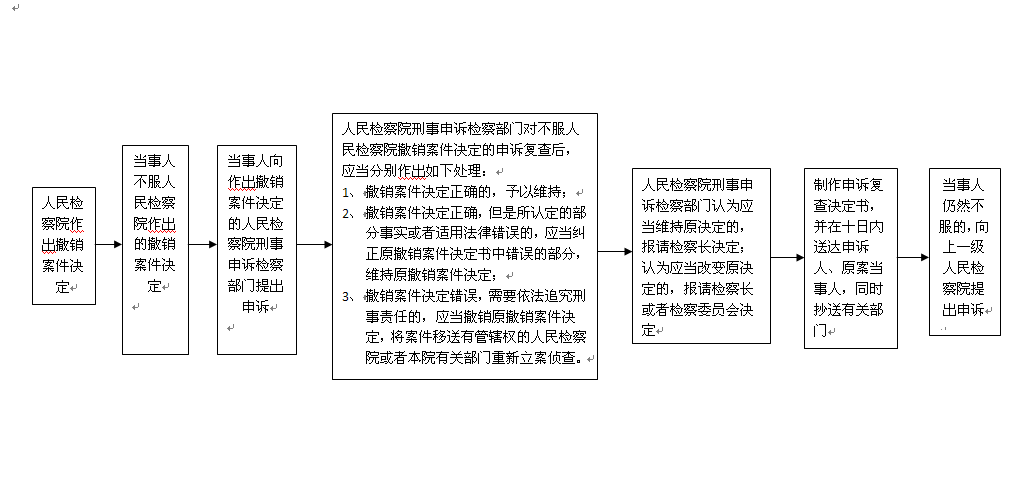 人民检
察院作
出撤销
案件决
定
当事人
不服人
民检察
院作出
的撤销
案件决
定
当事人向
作出撤销
案件决定
的人民检
察院刑事
申诉检察
部门提出
申诉
人民检察院刑事申诉检察部门对不服人
民检察院撤销案件决定的申诉复查后，
应当分别作出如下处理：
1、撤销案件决定正确的，予以维持；
2、撤销案件决定正确，但是所认定的部
分事实或者适用法律错误的，应当纠
正原撤销案件决定书中错误的部分，
维持原撤销案件决定；
3、撤销案件决定错误，需要依法追究刑
事责任的，应当撤销原撤销案件决
定，将案件移送有管辖权的人民检察
院或者本院有关部门重新立案侦查。
人民检察院刑事申
诉检察部门认为应
当维持原决定的，
报请检察长决定；
认为应当改变原决
定的，报请检察长
或者检察委员会决
定
制作申诉复
查决定书，
并在十日内
送达申诉
人、原案当
事人，同时
抄送有关部
门
当事人
仍然不
服的，向
上一级
人民检
察院提
出申诉